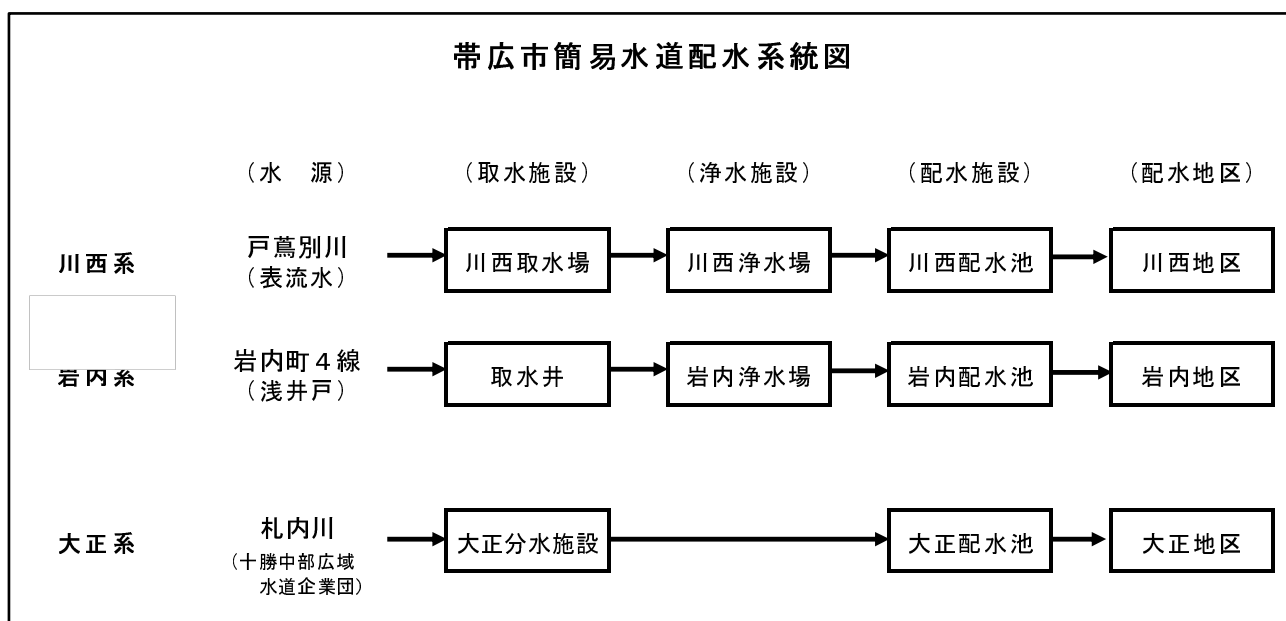 帯広市簡易水道配水系統図
（水　源）　（取水施設）　（浄水施設）　（配水施設）　（配水地区）
川西系　戸蔦別川　川西取水場　川西浄水場　川西配水池　川西地区
（表流水）
岩内系　岩内町４線　取水井　岩内浄水場　岩内配水池　岩内地区
（浅井戸）
大正系　札内川　大正分水施設　大正配水池　大正地区
（十勝中部広域
水道企業団）